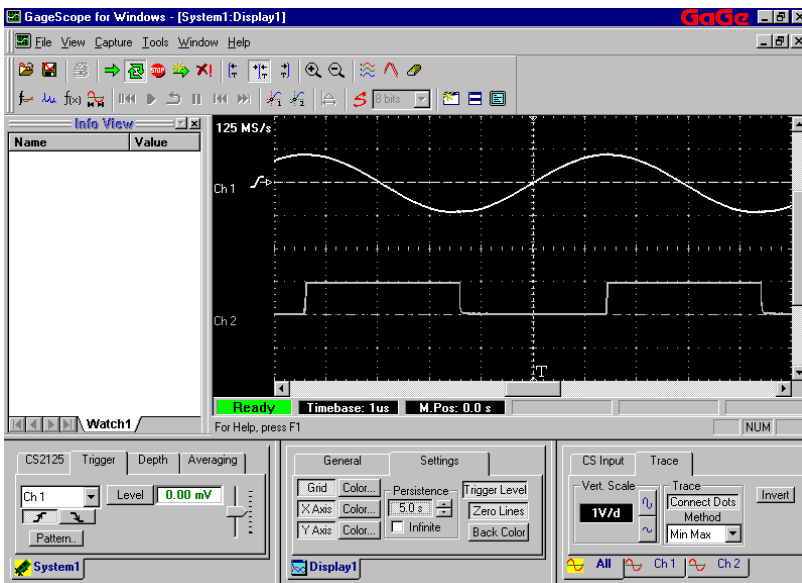 GageScope for Windows - [System1:Display1]
GaGe
File View Capture Tools Window Help
f(x)
8 bits
Info View
Name Value
125 MS/s
Ch 1
Ch 2
T
Ready Timebase: 1us M.Pos: 0.0 s
Watch1
For Help, press F1
NUM
CS2125 Trigger Depth Averaging
Ch 1 Level 0.00 mV
Pattern..
System1
General Settings
Grid Color... Persistence Trigger Level
X Axis Color... 5.0 s Zero Lines
Y Axis Color... Infinite Back Color
Display1
CS Input Trace
Vert. Scale Trace
1V/d Connect Dots Invert
Method
Min Max
All Ch 1 Ch 2